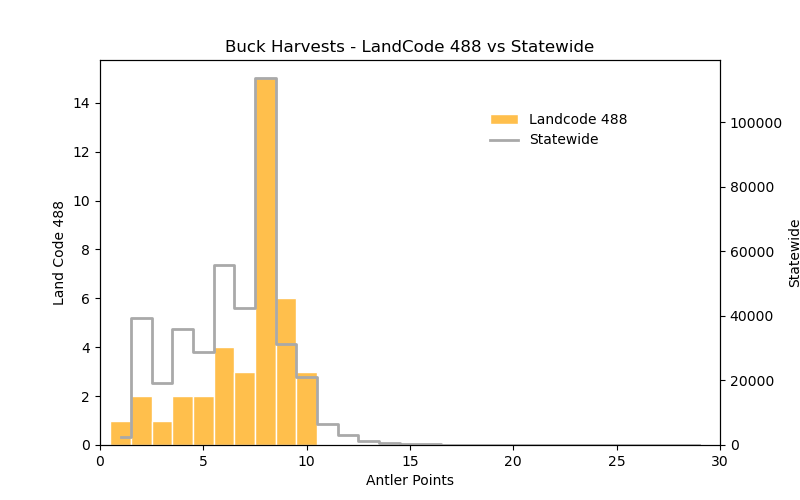 Buck Harvests - LandCode 488 vs Statewide
Land Code 488
14
12
10
8
6
4
2
0
Landcode 488
Statewide
100000
80000
60000
40000
20000
0
Statewide
0 5 10 15 20 25 30
Antler Points